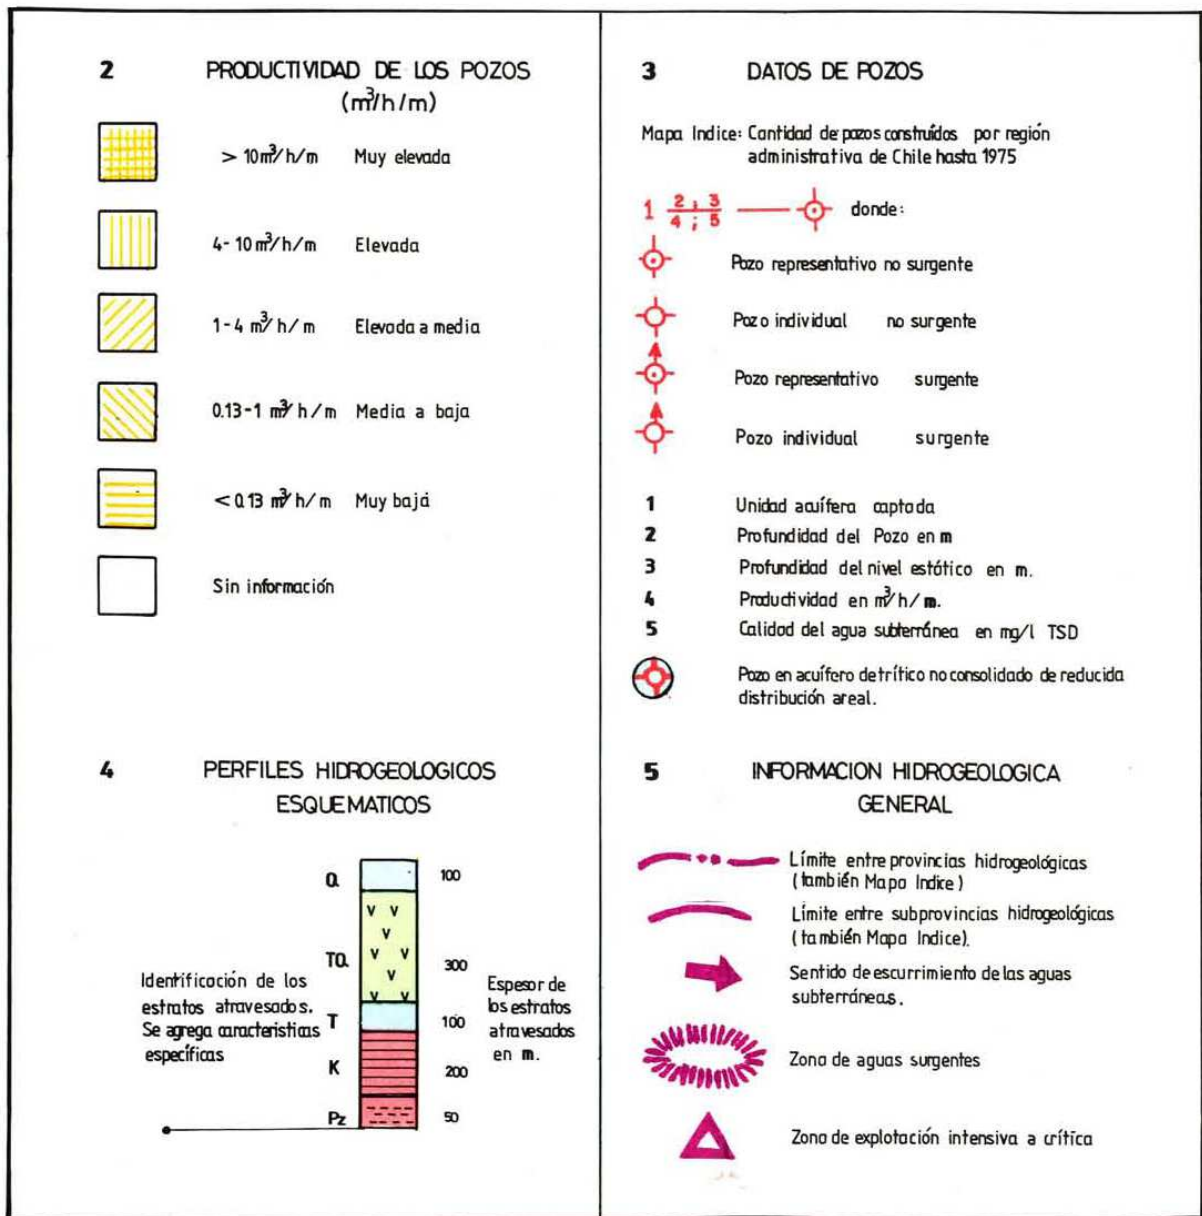 2 PRODUCTIVIDAD DE LOS POZOS
(m³/h/m)
> 10 m³/h/m Muy elevada
4 - 10 m³/h/m Elevada
1 - 4 m³/h/m Elevada a media
0.13 - 1 m³/h/m Media a baja
< 0.13 m³/h/m Muy bajá
Sin información
3 DATOS DE POZOS
Mapa Indice: Cantidad de pozos construídos por región
administrativa de Chile hasta 1975
1 2 ; 3 / 4 ; 5 donde:
Pozo representativo no surgente
Pozo individual no surgente
Pozo representativo surgente
Pozo individual surgente
1 Unidad acuífera captada
2 Profundidad del Pozo en m
3 Profundidad del nivel estático en m.
4 Productividad en m³/h/m.
5 Calidad del agua subterránea en mg/l TSD
Pozo en acuífero detrítico no consolidado de reducida
distribución areal.
4 PERFILES HIDROGEOLOGICOS
ESQUEMATICOS
Q 100
V V
V
V V
TQ V 300
V V
T 100
K 200
Pz 50
Identificación de los
estratos atravesados.
Se agrega características
específicas
Espesor de
los estratos
atravesados
en m.
5 INFORMACION HIDROGEOLOGICA
GENERAL
Límite entre provincias hidrogeológicas
(también Mapa Indice)
Límite entre subprovincias hidrogeológicas
(también Mapa Indice).
Sentido de escurrimiento de las aguas
subterráneas.
Zona de aguas surgentes
Zona de explotación intensiva a crítica